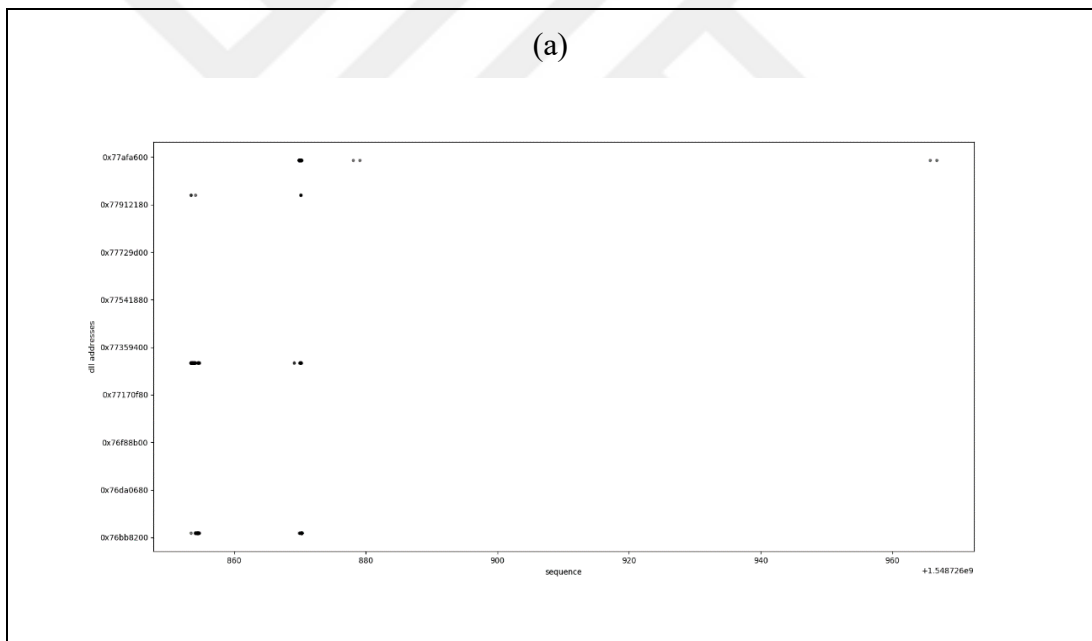 (a)
0x77afa600
0x77912180
0x77729d00
0x77541880
0x77359400
0x77170f80
0x76f88b00
0x76da0680
0x76bb8200
dll addresses
860 880 900 920 940 960
sequence
+1.548726e9